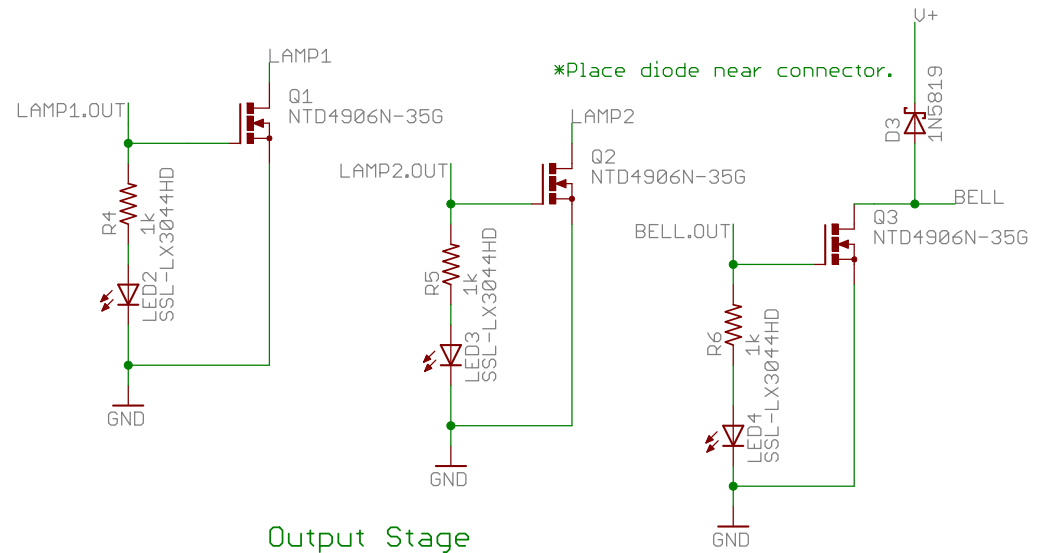 V+
LAMP1
*Place diode near connector.
Q1
NTD4906N-35G
LAMP1.OUT
D3
1N5819
LAMP2
Q2
NTD4906N-35G
LAMP2.OUT
R4
1k
SSL-LX3044HD
LED2
BELL
Q3
NTD4906N-35G
BELL.OUT
R5
1k
SSL-LX3044HD
LED3
R6
1k
SSL-LX3044HD
LED4
GND
GND
GND
Output Stage